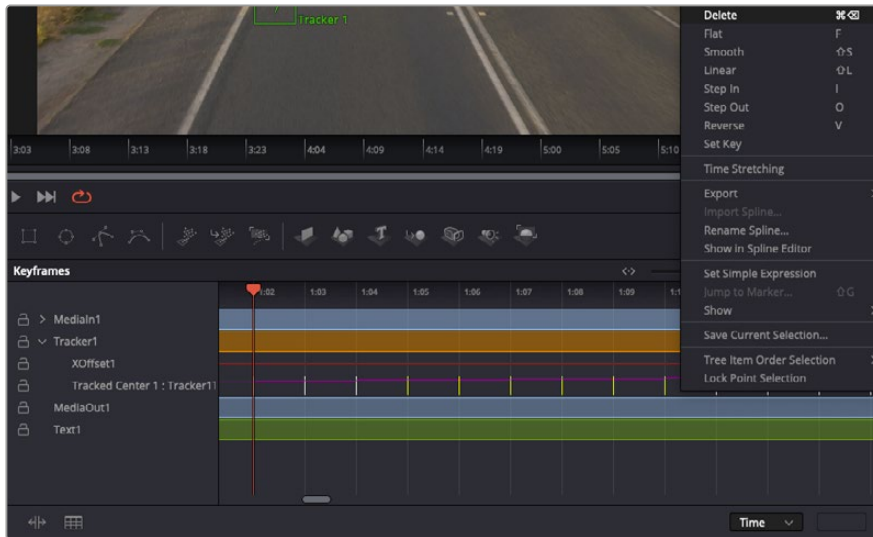 Tracker 1
Delete ⌘⌫
Flat F
Smooth ⇧S
Linear ⇧L
Step In I
Step Out O
Reverse V
Set Key
Time Stretching
Export
Import Spline...
Rename Spline...
Show in Spline Editor
Set Simple Expression
Jump to Marker... ⇧G
Show
Save Current Selection...
Tree Item Order Selection
Lock Point Selection
3:03 3:08 3:13 3:18 3:23 4:04 4:09 4:14 4:19 5:00 5:05 5:10
T
Keyframes
1:02 1:03 1:04 1:05 1:06 1:07 1:08 1:09
MediaIn1
Tracker1
XOffset1
Tracked Center 1 : Tracker11
MediaOut1
Text1
Time